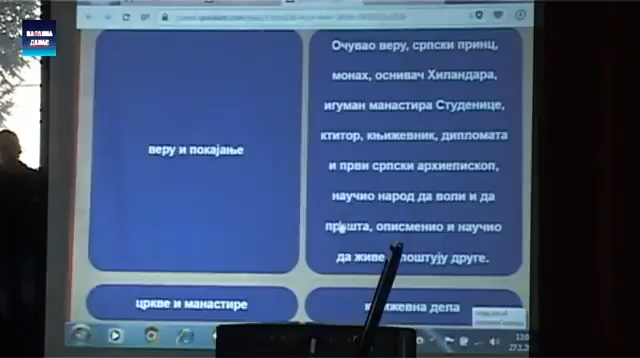 веру и покајање
Очувао веру, српски принц,
монах, оснивач Хиландара,
игуман манастира Студенице,
ктитор, књижевник, дипломата
и први српски архиепископ,
научио народ да воли и да
прашта, описменио и научио
да живе поштују друге.
цркве и манастире
књижевна дела